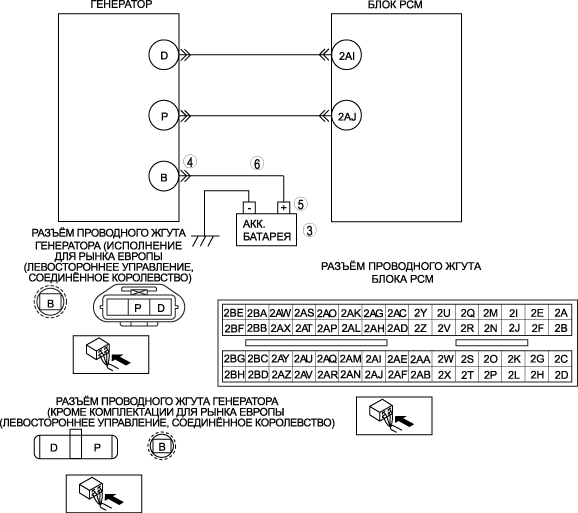 ГЕНЕРАТОР
БЛОК PCM
D
2AI
P
2AJ
B
4
6
- +
5
АКК.
БАТАРЕЯ
3
РАЗЪЁМ ПРОВОДНОГО ЖГУТА
ГЕНЕРАТОРА (ИСПОЛНЕНИЕ
ДЛЯ РЫНКА ЕВРОПЫ
(ЛЕВОСТОРОННЕЕ УПРАВЛЕНИЕ,
СОЕДИНЁННОЕ КОРОЛЕВСТВО)
B
P D
РАЗЪЁМ ПРОВОДНОГО ЖГУТА
БЛОКА PCM
2BE 2BA 2AW 2AS 2AO 2AK 2AG 2AC 2Y 2U 2Q 2M 2I 2E 2A
2BF 2BB 2AX 2AT 2AP 2AL 2AH 2AD 2Z 2V 2R 2N 2J 2F 2B
2BG 2BC 2AY 2AU 2AQ 2AM 2AI 2AE 2AA 2W 2S 2O 2K 2G 2C
2BH 2BD 2AZ 2AV 2AR 2AN 2AJ 2AF 2AB 2X 2T 2P 2L 2H 2D
РАЗЪЁМ ПРОВОДНОГО ЖГУТА ГЕНЕРАТОРА
(КРОМЕ КОМПЛЕКТАЦИИ ДЛЯ РЫНКА ЕВРОПЫ
(ЛЕВОСТОРОННЕЕ УПРАВЛЕНИЕ, СОЕДИНЁННОЕ КОРОЛЕВСТВО)
D P
B